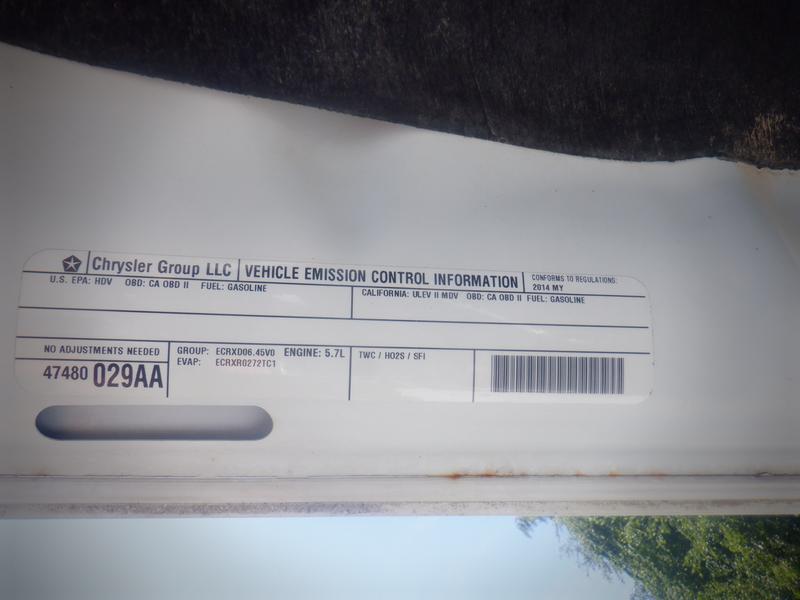 Chrysler Group LLC VEHICLE EMISSION CONTROL INFORMATION CONFORMS TO REGULATIONS:
2014 MY
U.S. EPA: HDV OBD: CA OBD II FUEL: GASOLINE
CALIFORNIA: ULEV II MDV OBD: CA OBD II FUEL: GASOLINE
NO ADJUSTMENTS NEEDED
47480 029AA
GROUP: ECRXD06.45V0 ENGINE: 5.7L
EVAP: ECRXR0272TC1
TWC / HO2S / SFI